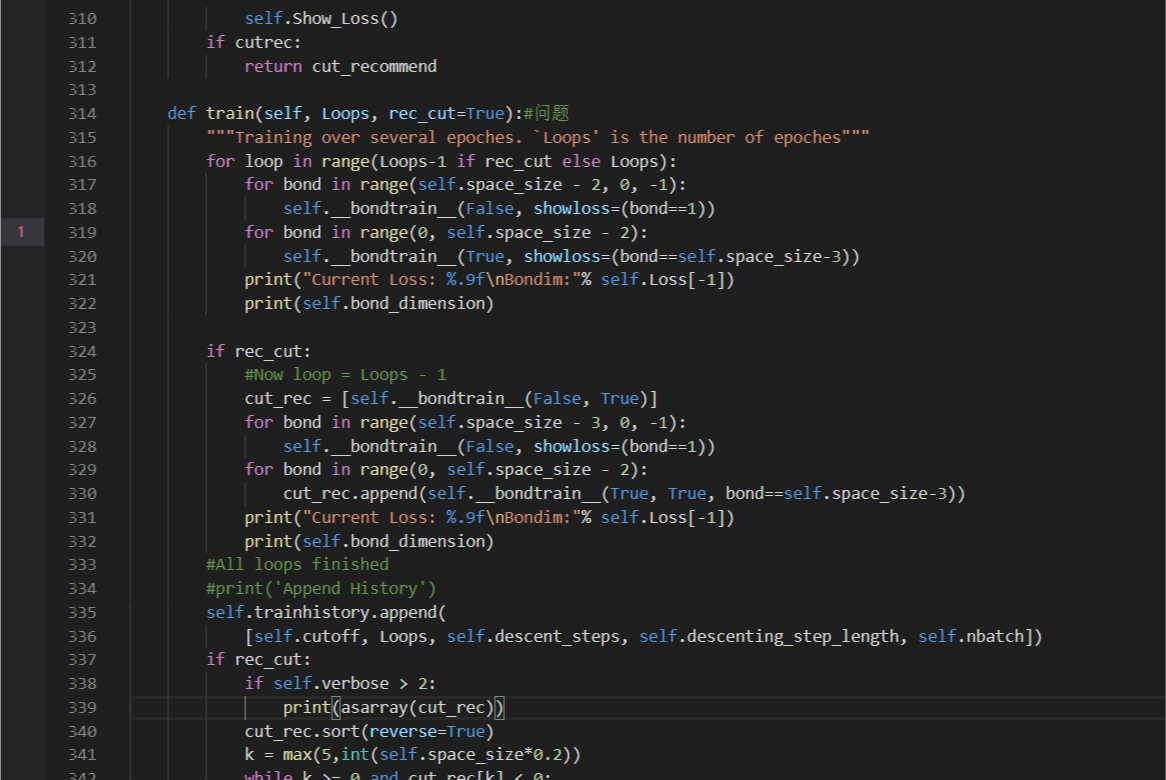 310 self.Show_Loss()
311 if cutrec:
312 return cut_recommend
313
314 def train(self, Loops, rec_cut=True):#问题
315 """Training over several epoches. `Loops' is the number of epoches"""
316 for loop in range(Loops-1 if rec_cut else Loops):
317 for bond in range(self.space_size - 2, 0, -1):
318 self.__bondtrain__(False, showloss=(bond==1))
1 319 for bond in range(0, self.space_size - 2):
320 self.__bondtrain__(True, showloss=(bond==self.space_size-3))
321 print("Current Loss: %.9f\nBondim:"% self.Loss[-1])
322 print(self.bond_dimension)
323
324 if rec_cut:
325 #Now loop = Loops - 1
326 cut_rec = [self.__bondtrain__(False, True)]
327 for bond in range(self.space_size - 3, 0, -1):
328 self.__bondtrain__(False, showloss=(bond==1))
329 for bond in range(0, self.space_size - 2):
330 cut_rec.append(self.__bondtrain__(True, True, bond==self.space_size-3))
331 print("Current Loss: %.9f\nBondim:"% self.Loss[-1])
332 print(self.bond_dimension)
333 #All loops finished
334 #print('Append History')
335 self.trainhistory.append(
336 [self.cutoff, Loops, self.descent_steps, self.descenting_step_length, self.nbatch])
337 if rec_cut:
338 if self.verbose > 2:
339 print(asarray(cut_rec))
340 cut_rec.sort(reverse=True)
341 k = max(5,int(self.space_size*0.2))
342 while k >= 0 and cut_rec[k] < 0: